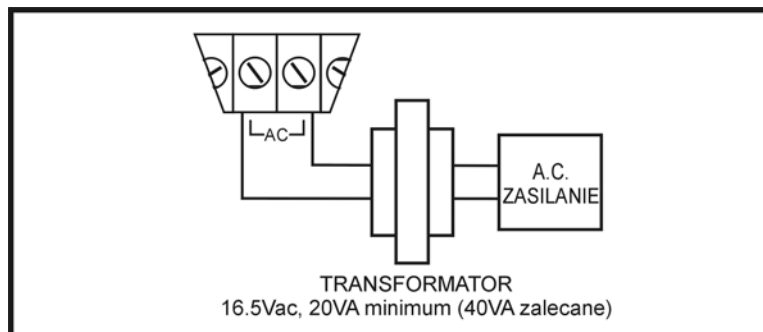 AC
A.C.
ZASILANIE
TRANSFORMATOR
16.5Vac, 20VA minimum (40VA zalecane)